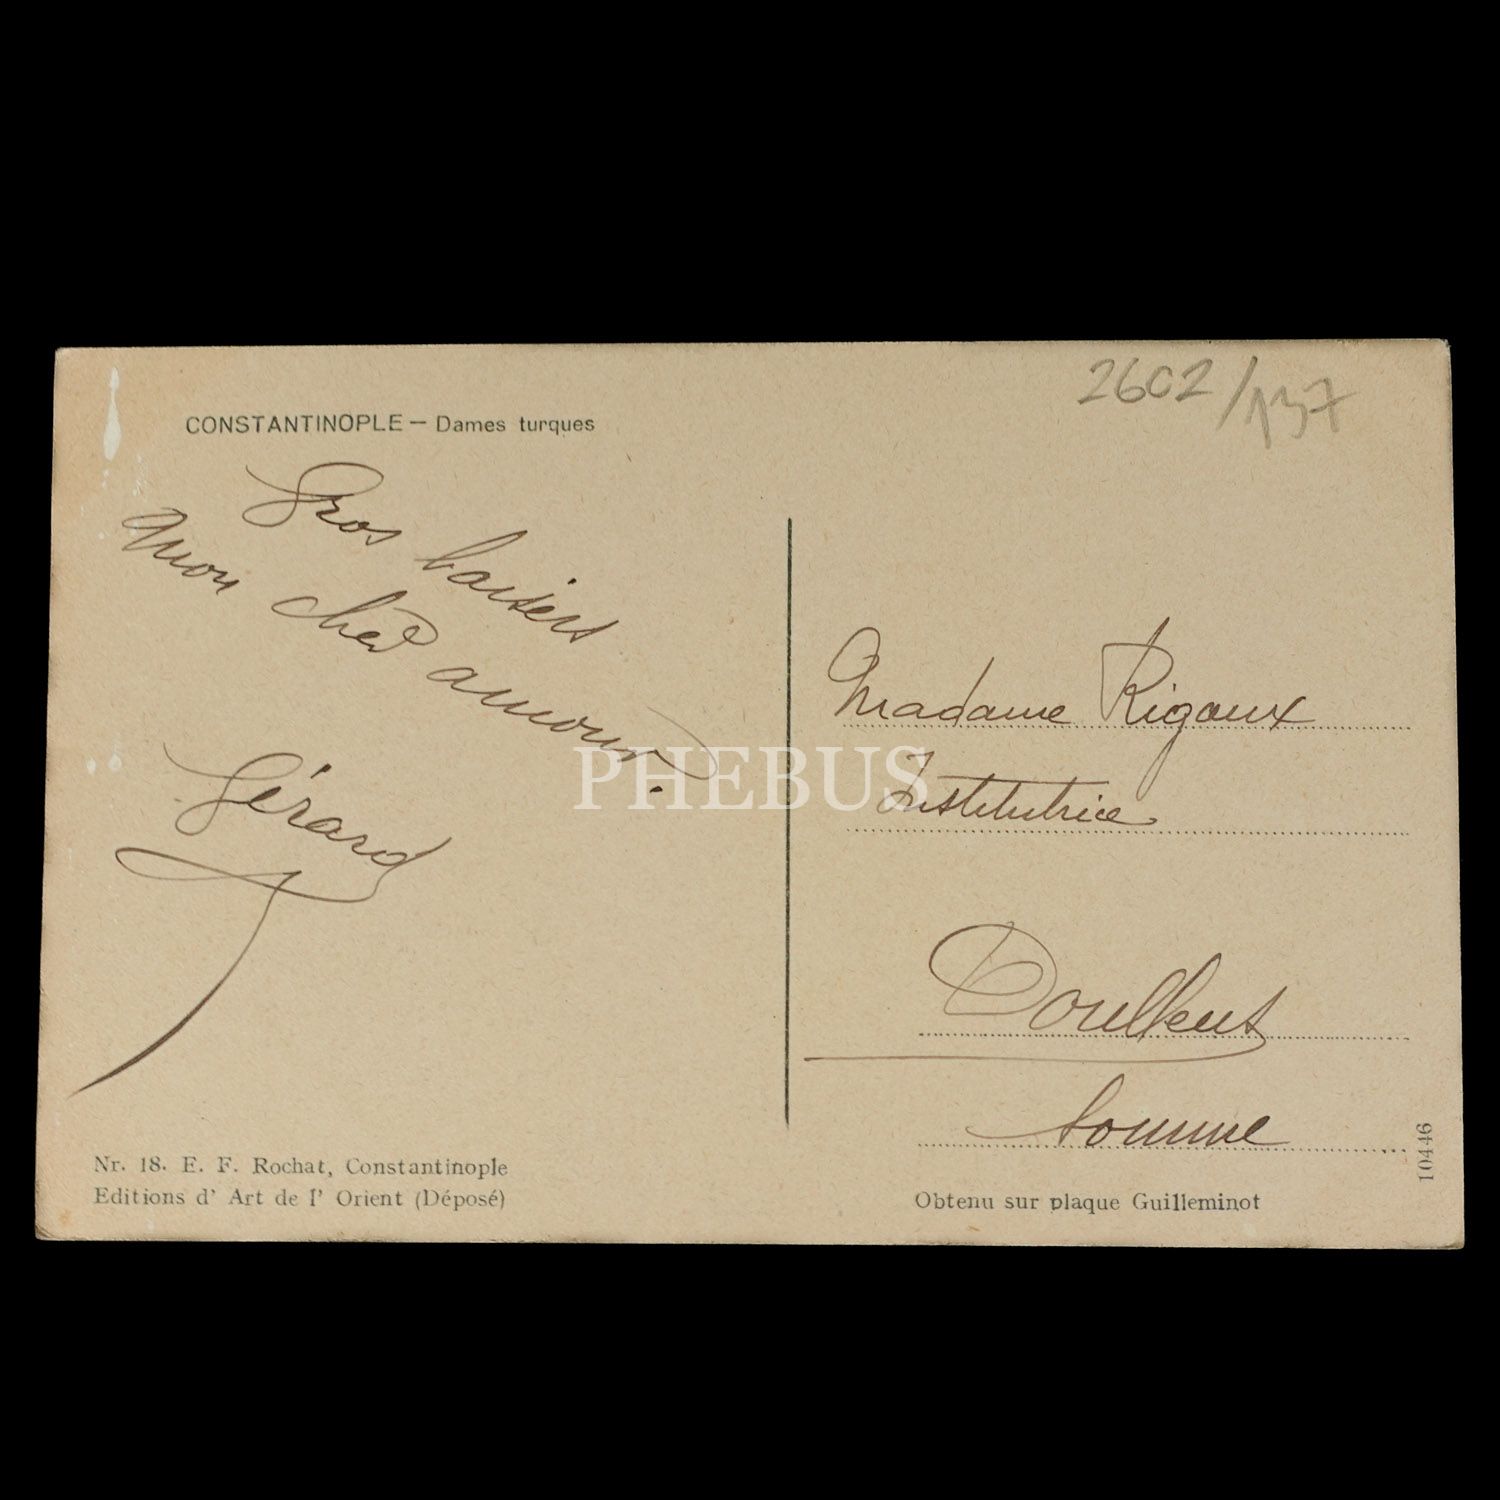 2602/137
CONSTANTINOPLE — Dames turques
Gros baisers
mon cher amour.
Gérard
Madame Rigaux
Institutrice
Doullens
Somme
Nr. 18. E. F. Rochat, Constantinople
Editions d' Art de l' Orient (Déposé)
Obtenu sur plaque Guilleminot
10446
PHEBUS